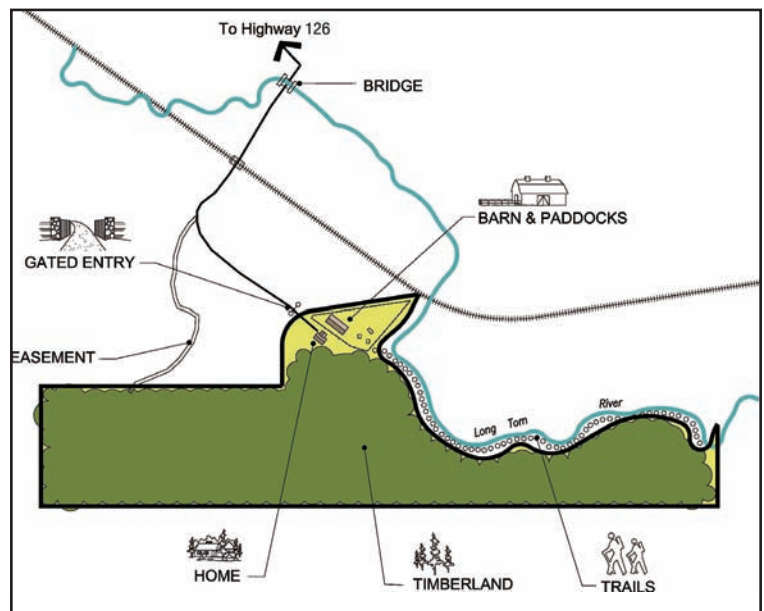 To Highway 126
BRIDGE
BARN & PADDOCKS
GATED ENTRY
EASEMENT
Long Tom River
HOME
TIMBERLAND
TRAILS